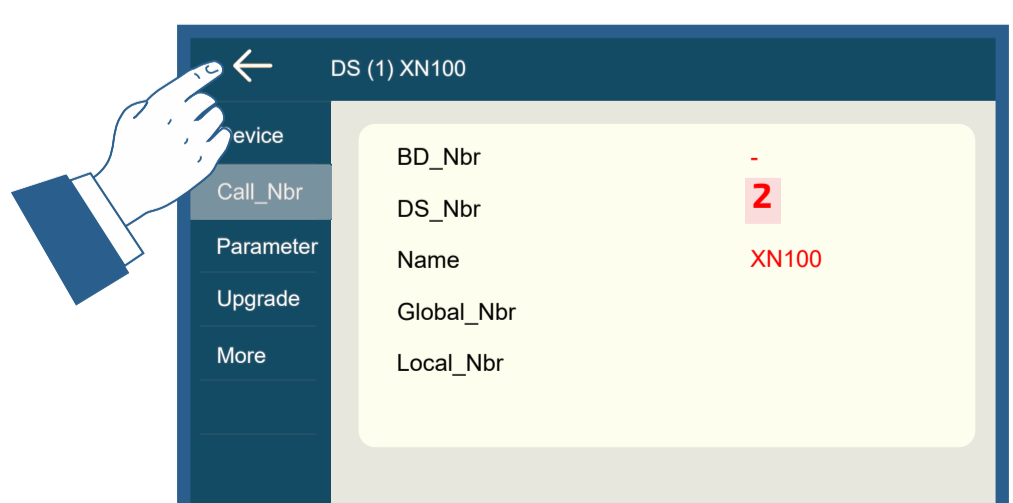 DS (1) XN100
evice
Call_Nbr
Parameter
Upgrade
More
BD_Nbr -
DS_Nbr 2
Name XN100
Global_Nbr
Local_Nbr